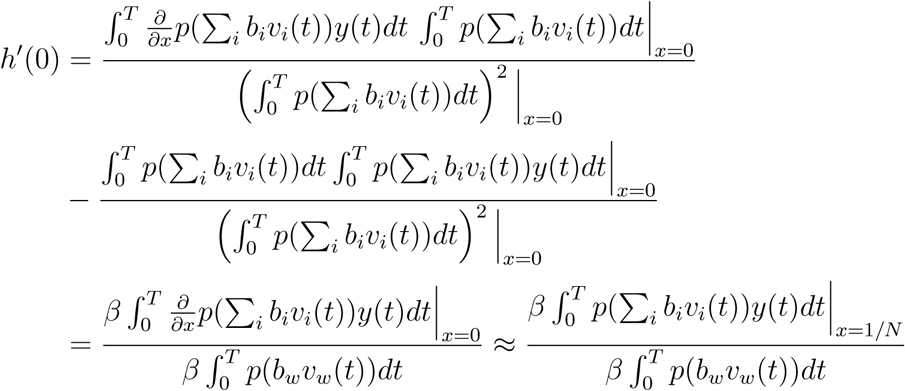 h'(0) = \frac{\int_0^T \frac{\partial}{\partial x} p(\sum_i b_i v_i(t)) y(t) dt \int_0^T p(\sum_i b_i v_i(t)) dt \Big|_{x=0}}{\left( \int_0^T p(\sum_i b_i v_i(t)) dt \right)^2 \Big|_{x=0}}
- \frac{\int_0^T p(\sum_i b_i v_i(t)) dt \int_0^T p(\sum_i b_i v_i(t)) y(t) dt \Big|_{x=0}}{\left( \int_0^T p(\sum_i b_i v_i(t)) dt \right)^2 \Big|_{x=0}}
= \frac{\beta \int_0^T \frac{\partial}{\partial x} p(\sum_i b_i v_i(t)) y(t) dt \Big|_{x=0}}{\beta \int_0^T p(b_w v_w(t)) dt} \approx \frac{\beta \int_0^T p(\sum_i b_i v_i(t)) y(t) dt \Big|_{x=1/N}}{\beta \int_0^T p(b_w v_w(t)) dt}